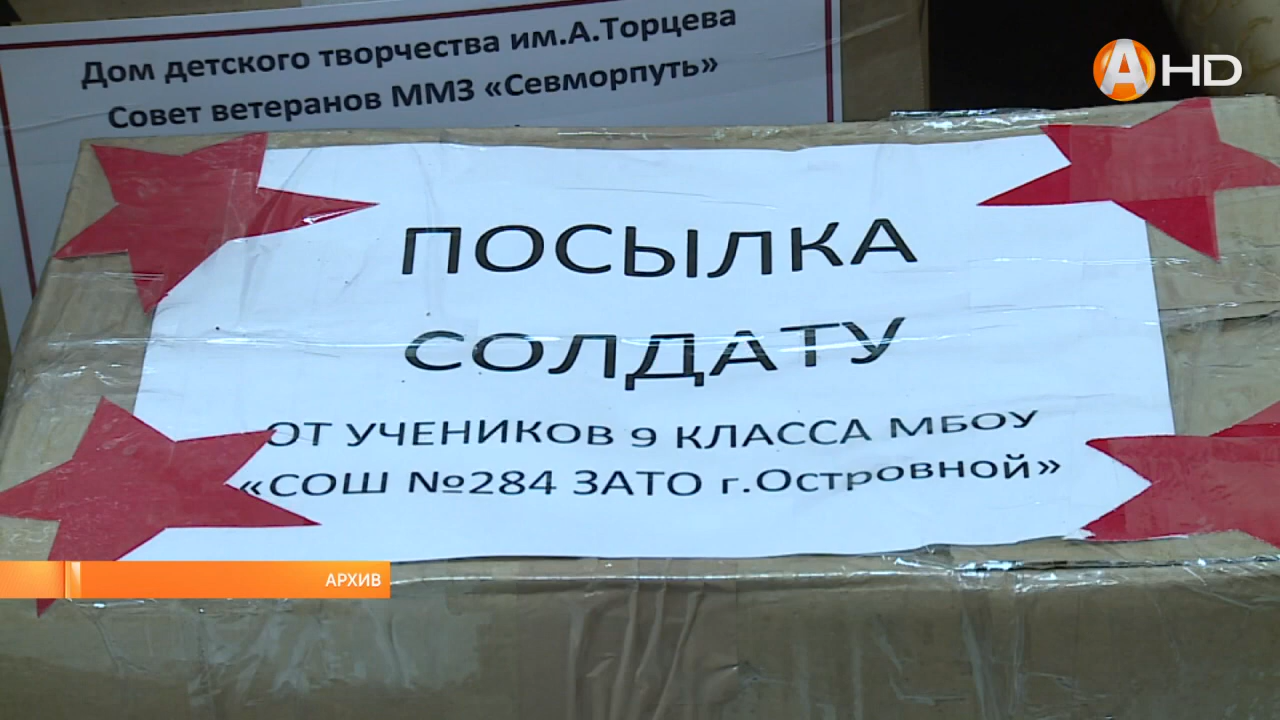 Дом детского творчества им.А.Торцева
Совет ветеранов ММЗ «Севморпуть»
А HD
ПОСЫЛКА
СОЛДАТУ
ОТ УЧЕНИКОВ 9 КЛАССА МБОУ
«СОШ №284 ЗАТО г.Островной»
АРХИВ